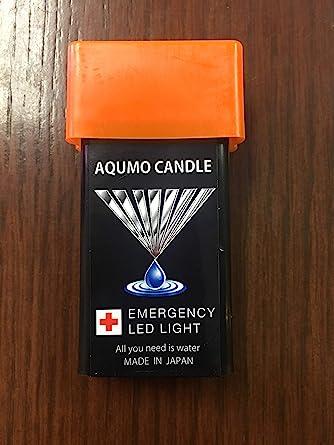 AQUMO CANDLE
EMERGENCY
LED LIGHT
All you need is water
MADE IN JAPAN